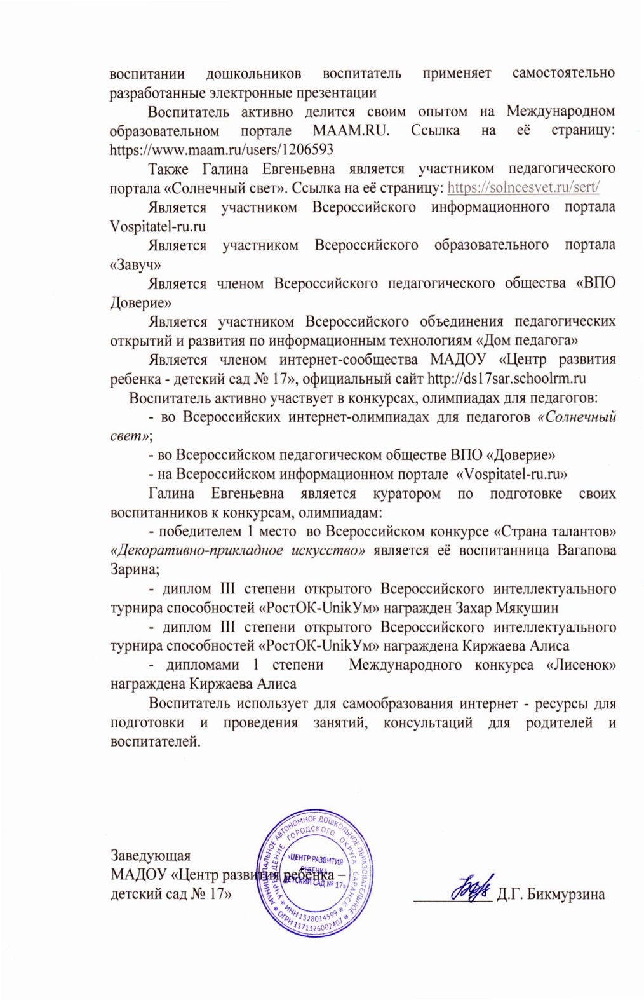 воспитании дошкольников воспитатель применяет самостоятельно
разработанные электронные презентации
Воспитатель активно делится своим опытом на Международном
образовательном портале MAAM.RU. Ссылка на её страницу:
https://www.maam.ru/users/1206593
Также Галина Евгеньевна является участником педагогического
портала «Солнечный свет». Ссылка на её страницу: https://solncesvet.ru/sert/
Является участником Всероссийского информационного портала
Vospitatel-ru.ru
Является участником Всероссийского образовательного портала
«Завуч»
Является членом Всероссийского педагогического общества «ВПО
Доверие»
Является участником Всероссийского объединения педагогических
открытий и развития по информационным технологиям «Дом педагога»
Является членом интернет-сообщества МАДОУ «Центр развития
ребенка - детский сад № 17», официальный сайт http://ds17sar.schoolrm.ru
Воспитатель активно участвует в конкурсах, олимпиадах для педагогов:
- во Всероссийских интернет-олимпиадах для педагогов «Солнечный
свет»;
- во Всероссийском педагогическом обществе ВПО «Доверие»
- на Всероссийском информационном портале «Vospitatel-ru.ru»
Галина Евгеньевна является куратором по подготовке своих
воспитанников к конкурсам, олимпиадам:
- победителем 1 место во Всероссийском конкурсе «Страна талантов»
«Декоративно-прикладное искусство» является её воспитанница Вагапова
Зарина;
- диплом III степени открытого Всероссийского интеллектуального
турнира способностей «РостОК-UnikУм» награжден Захар Мякушин
- диплом III степени открытого Всероссийского интеллектуального
турнира способностей «РостОК-UnikУм» награждена Киржаева Алиса
- дипломами 1 степени Международного конкурса «Лисенок»
награждена Киржаева Алиса
Воспитатель использует для самообразования интернет - ресурсы для
подготовки и проведения занятий, консультаций для родителей и
воспитателей.
Заведующая
МАДОУ «Центр развития ребенка –
детский сад № 17» ____________ Д.Г. Бикмурзина
МУНИЦИПАЛЬНОЕ АВТОНОМНОЕ ДОШКОЛЬНОЕ ОБРАЗОВАТЕЛЬНОЕ
УЧРЕЖДЕНИЕ ГОРОДСКОГО ОКРУГА САРАНСК
* ИНН 1328014599 *
* ОГРН 1171326002407 *
«ЦЕНТР РАЗВИТИЯ
РЕБЕНКА
ДЕТСКИЙ САД № 17»